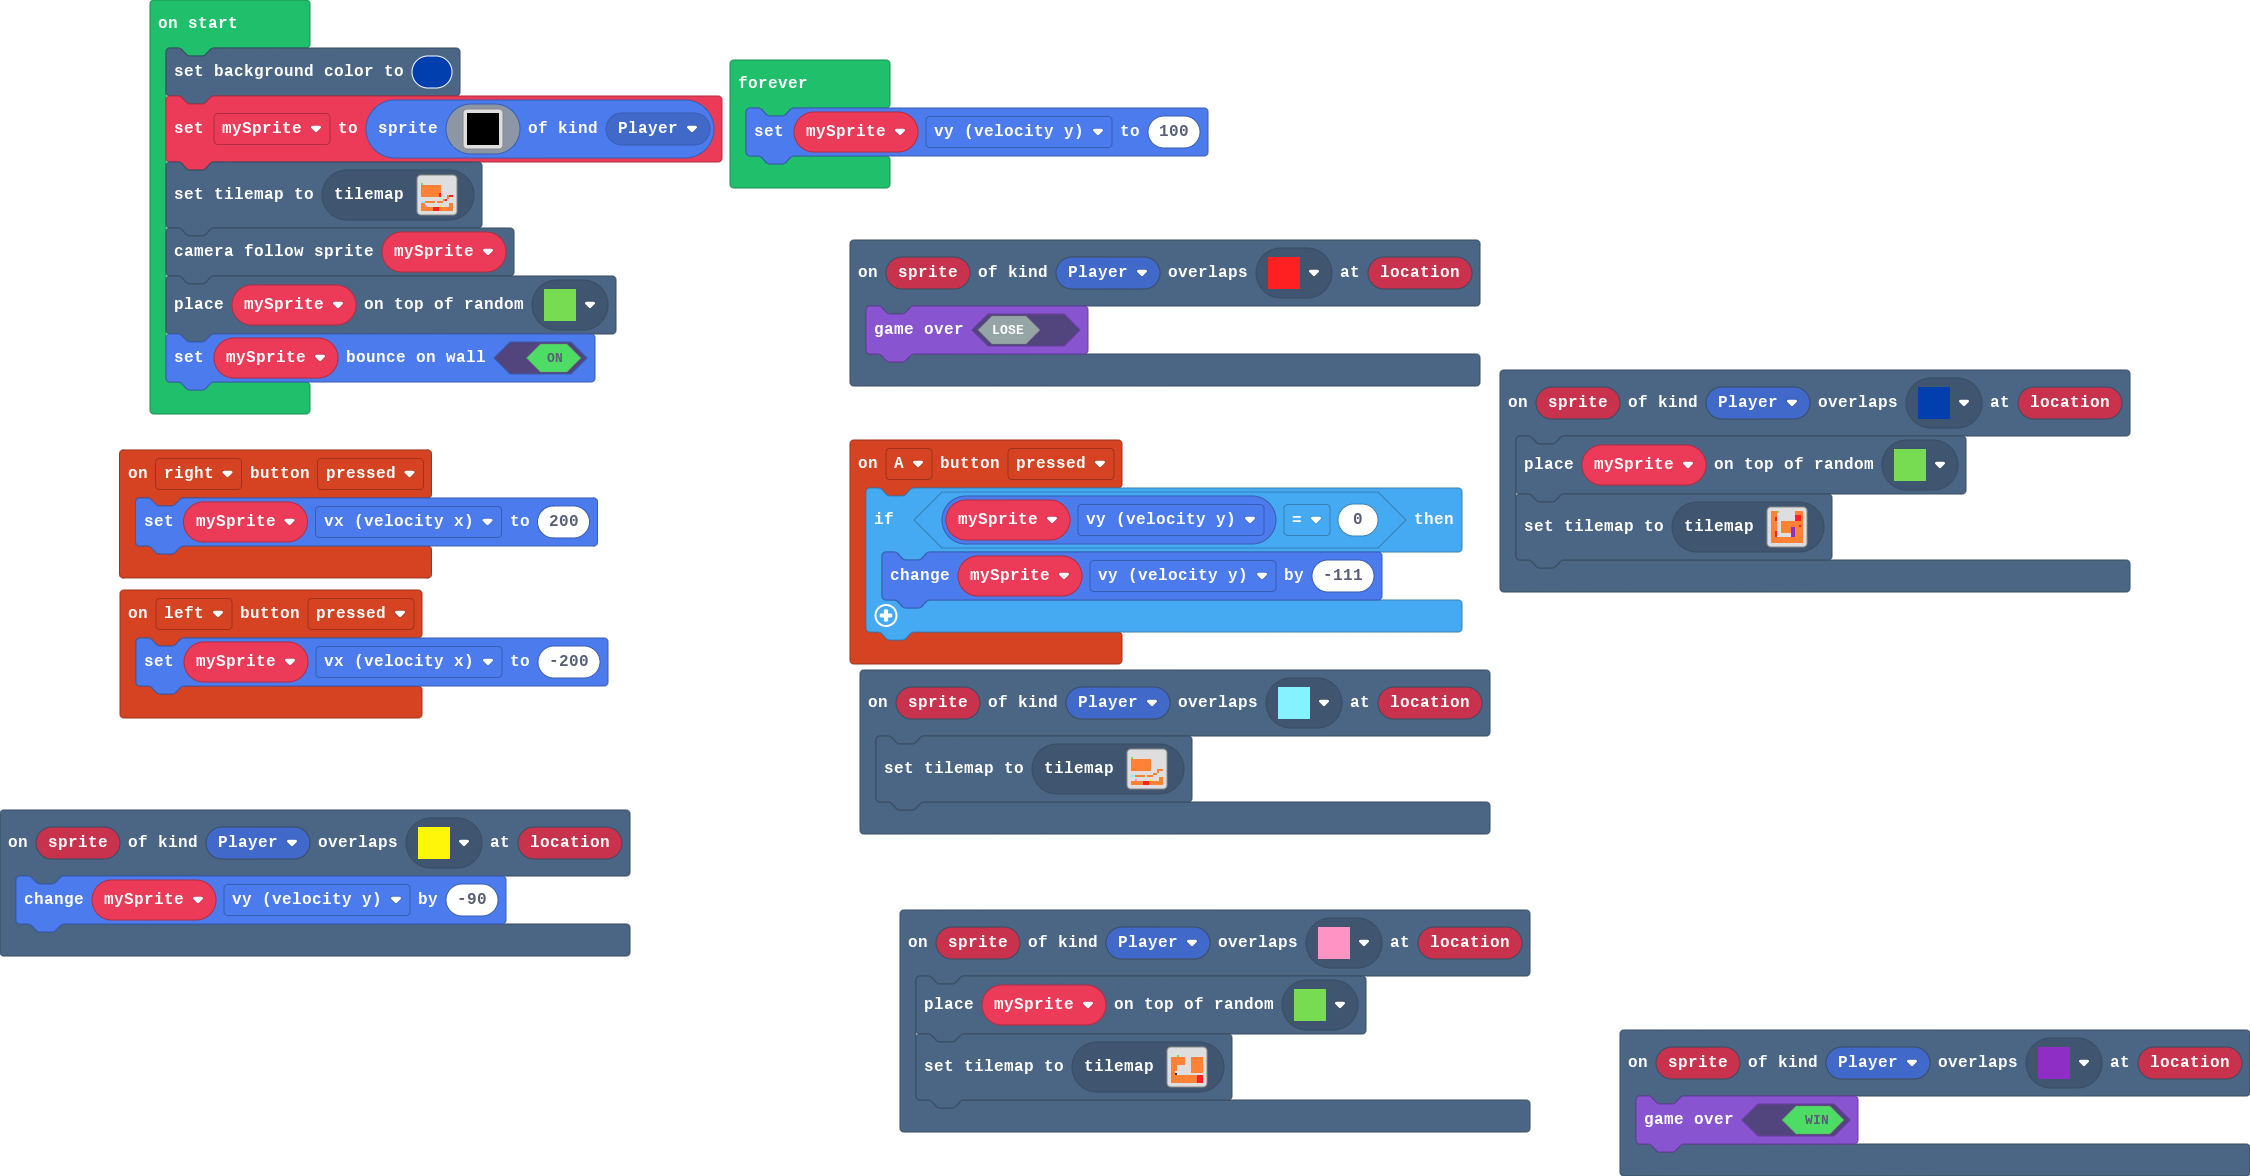 on start
set background color to
set mySprite to sprite of kind Player
set tilemap to tilemap
camera follow sprite mySprite
place mySprite on top of random
set mySprite bounce on wall ON
forever
set mySprite vy (velocity y) to 100
on sprite of kind Player overlaps at location
game over LOSE
on sprite of kind Player overlaps at location
place mySprite on top of random
set tilemap to tilemap
on right button pressed
set mySprite vx (velocity x) to 200
on left button pressed
set mySprite vx (velocity x) to -200
on A button pressed
if mySprite vy (velocity y) = 0 then
change mySprite vy (velocity y) by -111
on sprite of kind Player overlaps at location
set tilemap to tilemap
on sprite of kind Player overlaps at location
change mySprite vy (velocity y) by -90
on sprite of kind Player overlaps at location
place mySprite on top of random
set tilemap to tilemap
on sprite of kind Player overlaps at location
game over WIN